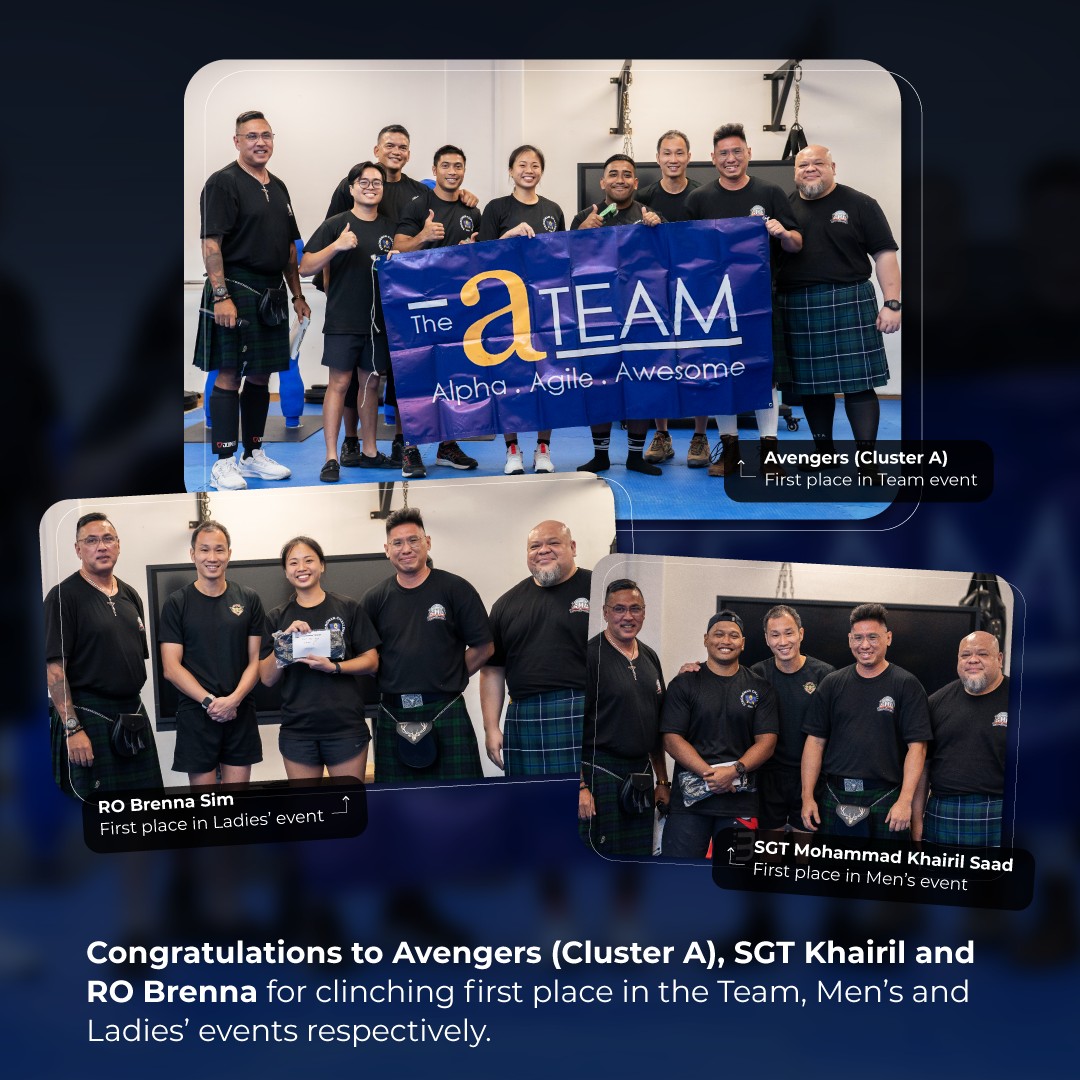 The aTEAM
Alpha . Agile . Awesome
Avengers (Cluster A)
First place in Team event
RO Brenna Sim
First place in Ladies’ event
SGT Mohammad Khairil Saad
First place in Men’s event
Congratulations to Avengers (Cluster A), SGT Khairil and
RO Brenna for clinching first place in the Team, Men’s and
Ladies’ events respectively.